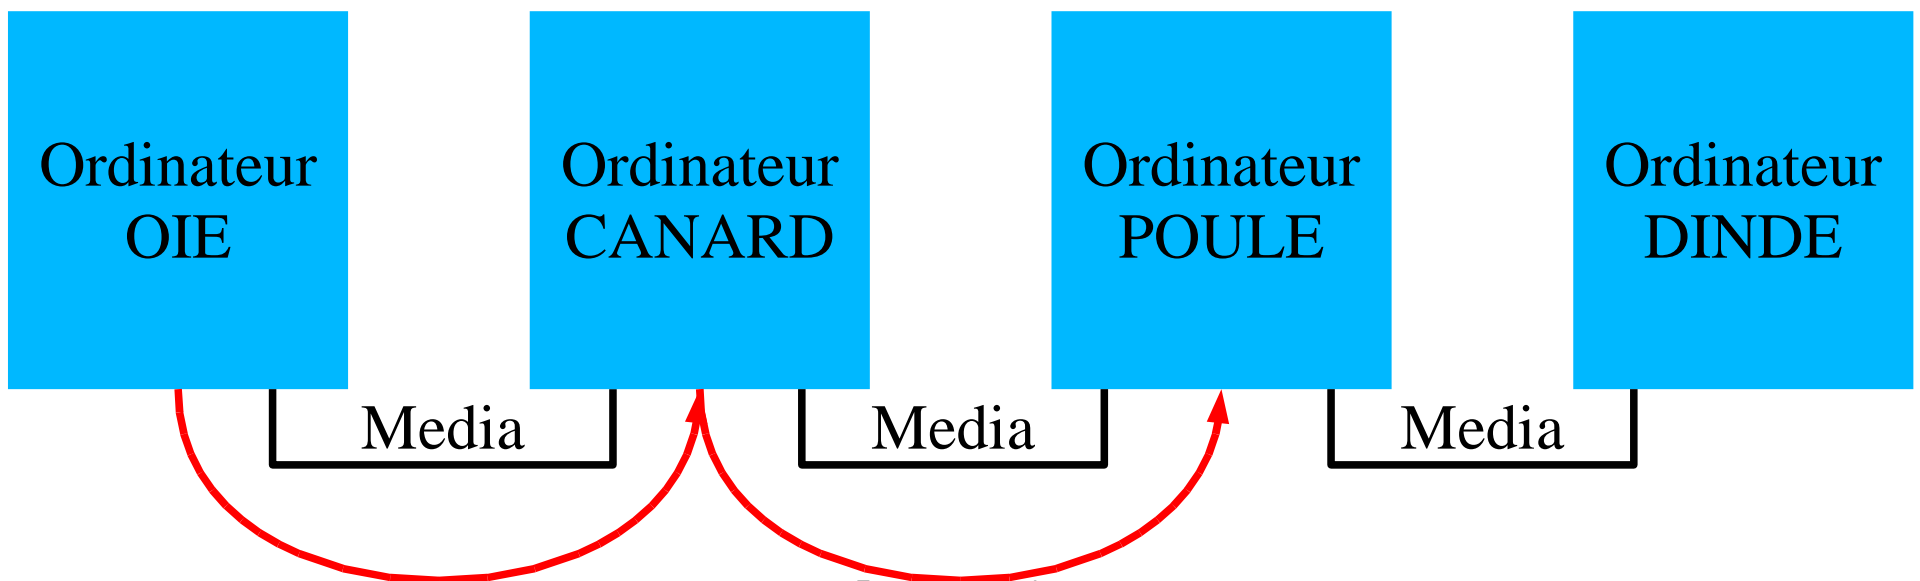 Ordinateur
OIE
Ordinateur
CANARD
Ordinateur
POULE
Ordinateur
DINDE
Media
Media
Media